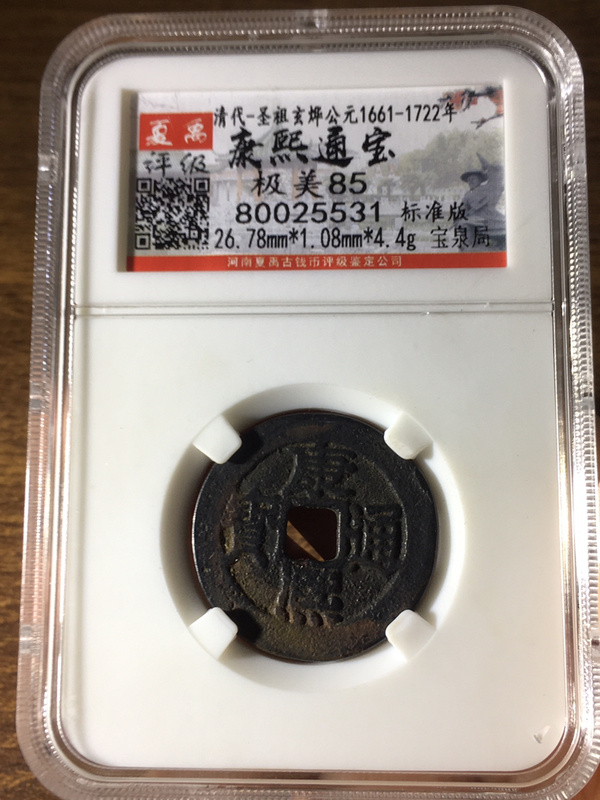 清代-圣祖玄烨公元1661-1722年
夏禹
评级
康熙通宝
极美85
80025531 标准版
26.78mm*1.08mm*4.4g 宝泉局
河南夏禹古钱币评级鉴定公司
康熙通寶